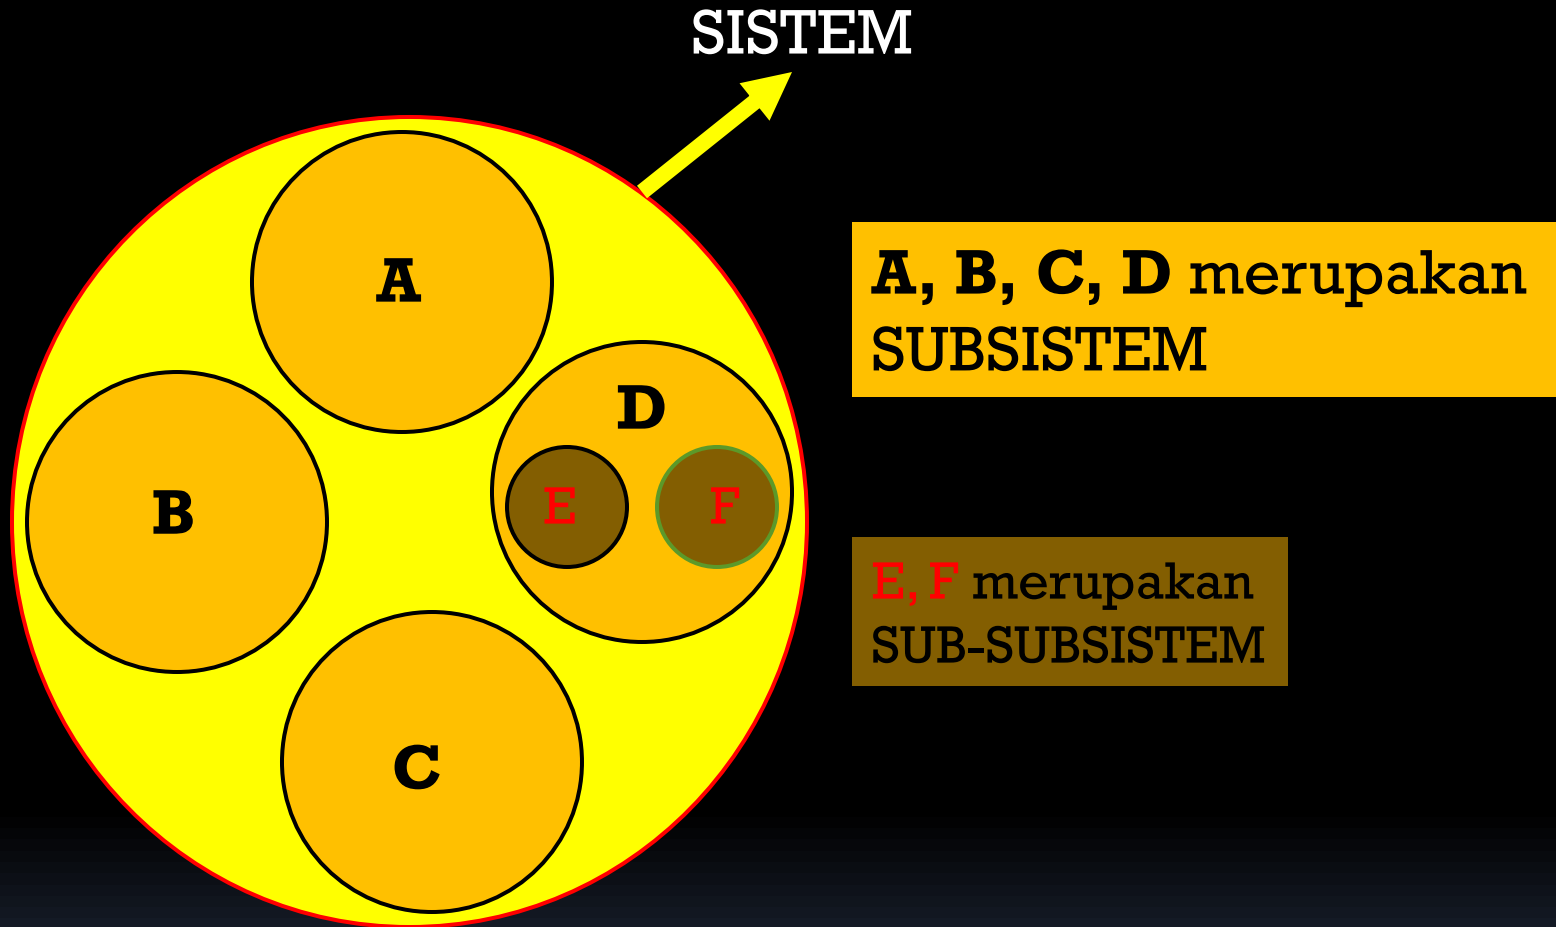 SISTEM
A
A, B, C, D merupakan
SUBSISTEM
D
B
E
F
E, F merupakan
SUB-SUBSISTEM
C